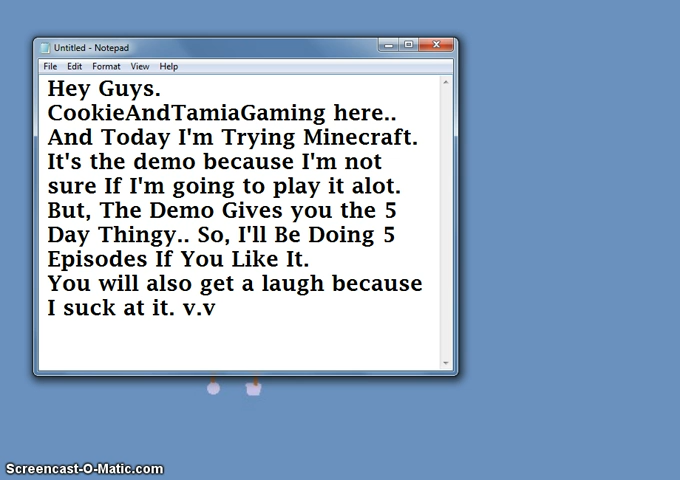 Untitled - Notepad
File Edit Format View Help
Hey Guys.
CookieAndTamiaGaming here..
And Today I'm Trying Minecraft.
It's the demo because I'm not
sure If I'm going to play it alot.
But, The Demo Gives you the 5
Day Thingy.. So, I'll Be Doing 5
Episodes If You Like It.
You will also get a laugh because
I suck at it. v.v
Screencast-O-Matic.com